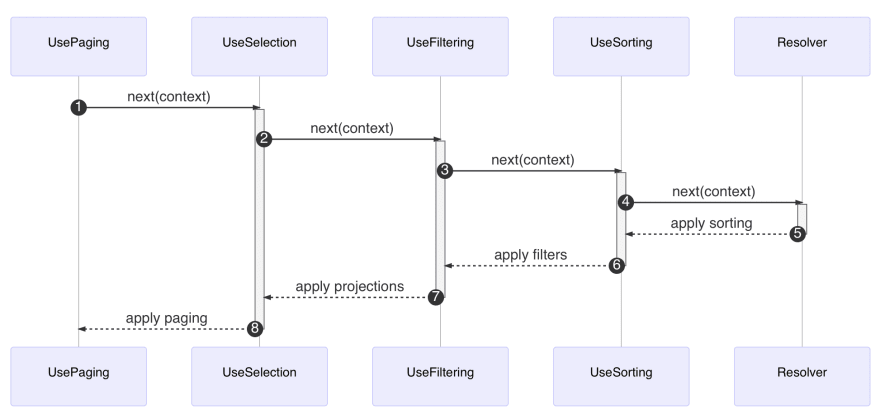 UsePaging
UseSelection
UseFiltering
UseSorting
Resolver
1
next(context)
2
next(context)
3
next(context)
4
next(context)
apply sorting
5
apply filters
6
apply projections
7
apply paging
8
UsePaging
UseSelection
UseFiltering
UseSorting
Resolver